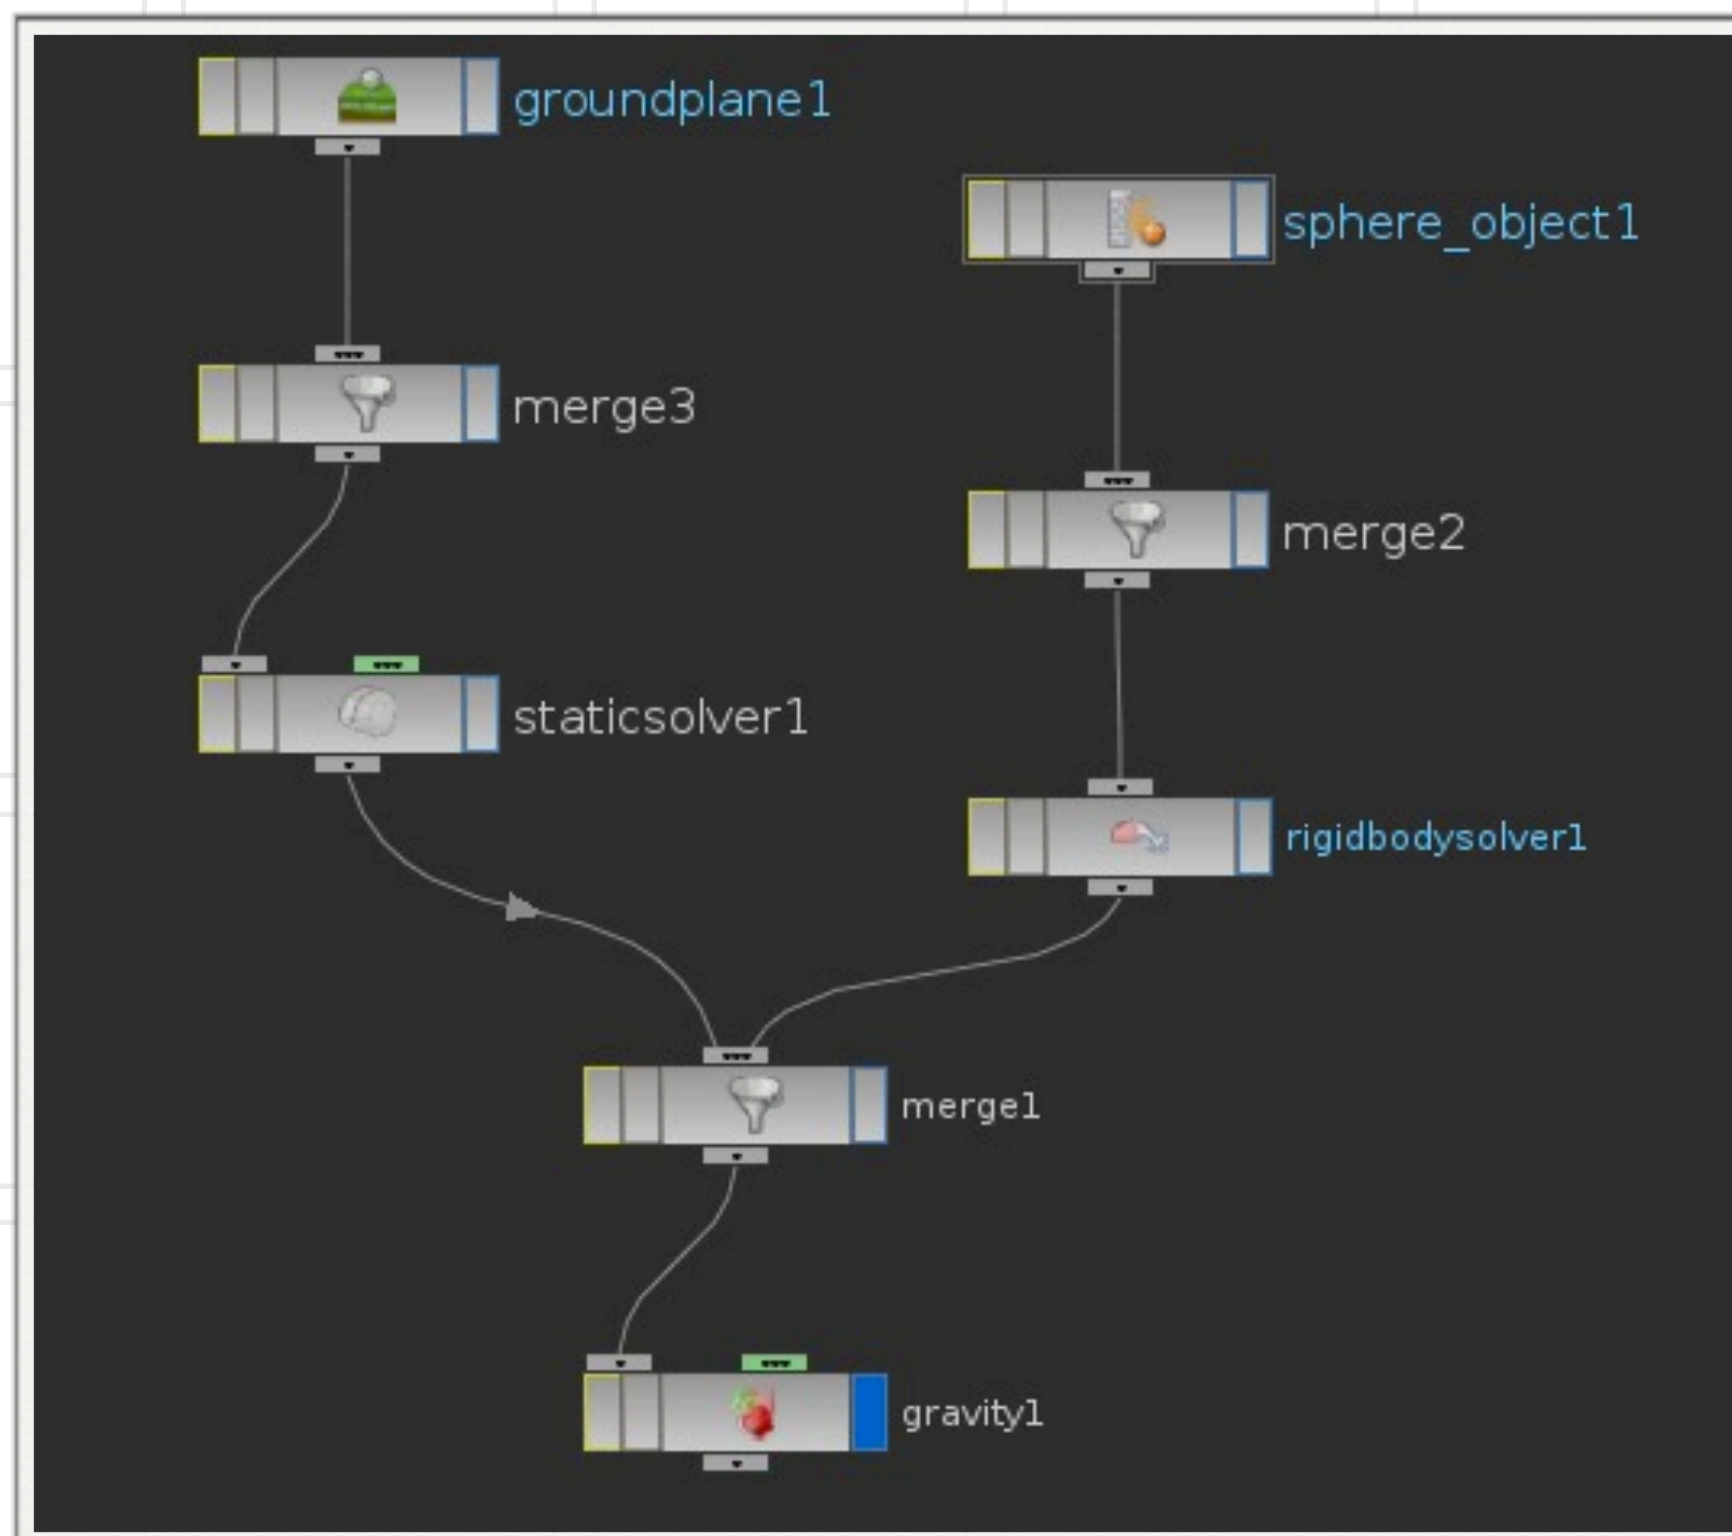 groundplane1
sphere_object1
merge3
merge2
staticsolver1
rigidbodysolver1
merge1
gravity1